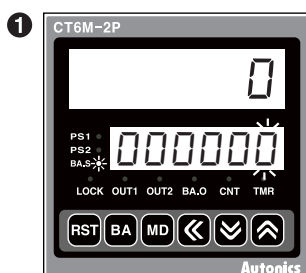 1
CT6M-2P
0
PS1
PS2
BA.S
000000
LOCK OUT1 OUT2 BA.O CNT TMR
RST BA MD
Autonics